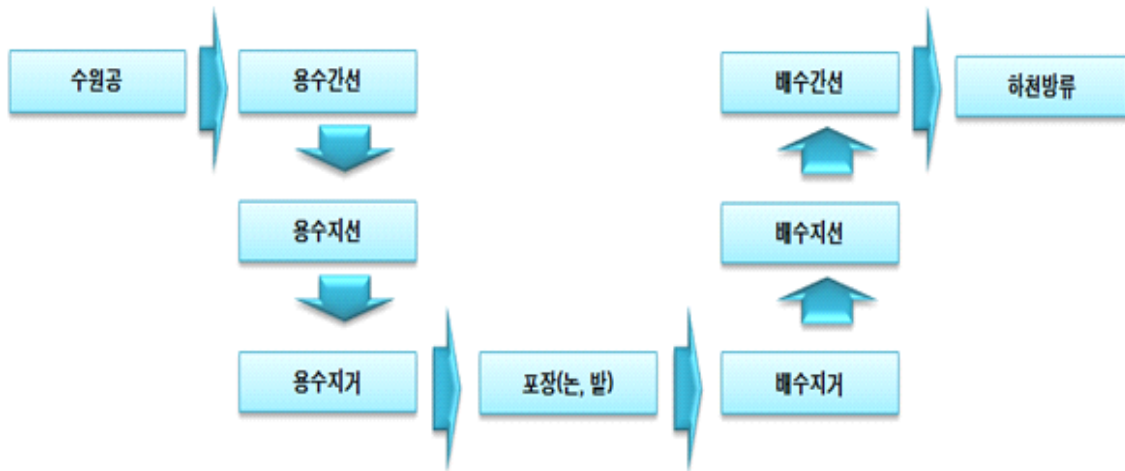 수원공
용수간선
용수지선
용수지거
포장(논, 밭)
배수지거
배수지선
배수간선
하천방류